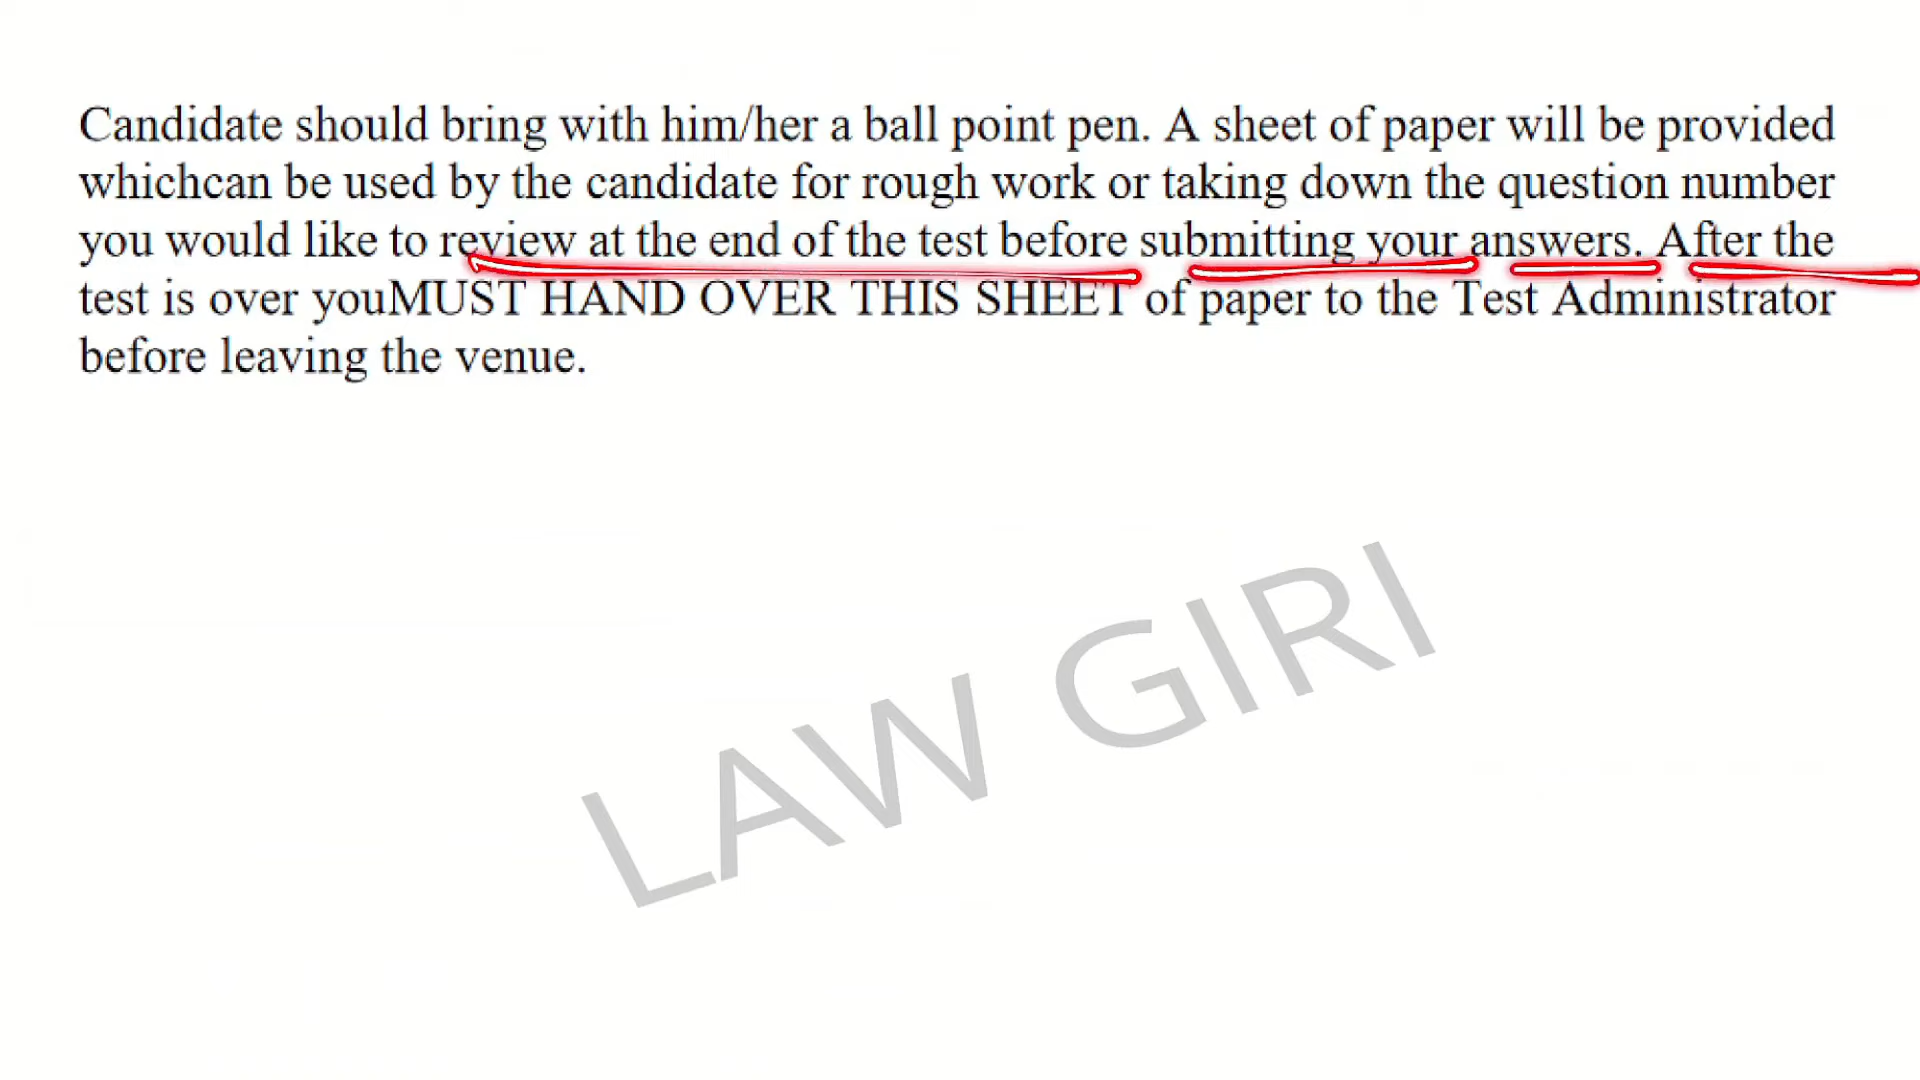 Candidate should bring with him/her a ball point pen. A sheet of paper will be provided
whichcan be used by the candidate for rough work or taking down the question number
you would like to review at the end of the test before submitting your answers. After the
test is over youMUST HAND OVER THIS SHEET of paper to the Test Administrator
before leaving the venue.
LAW GIRI